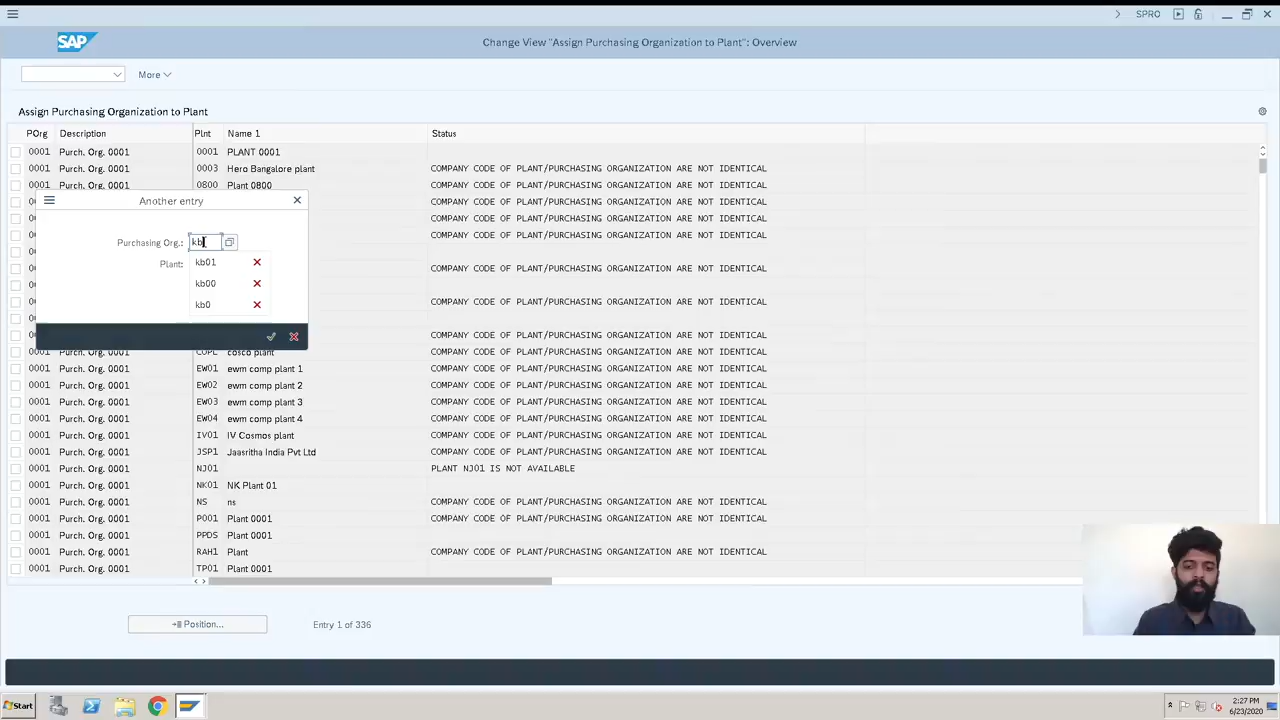 SPRO
SAP
Change View "Assign Purchasing Organization to Plant": Overview
More
Assign Purchasing Organization to Plant
POrg Description Plnt Name 1 Status
0001 Purch. Org. 0001 0001 PLANT 0001
0001 Purch. Org. 0001 0003 Hero Bangalore plant COMPANY CODE OF PLANT/PURCHASING ORGANIZATION ARE NOT IDENTICAL
0001 Purch. Org. 0001 0800 Plant 0800 COMPANY CODE OF PLANT/PURCHASING ORGANIZATION ARE NOT IDENTICAL
COMPANY CODE OF PLANT/PURCHASING ORGANIZATION ARE NOT IDENTICAL
COMPANY CODE OF PLANT/PURCHASING ORGANIZATION ARE NOT IDENTICAL
COMPANY CODE OF PLANT/PURCHASING ORGANIZATION ARE NOT IDENTICAL
COMPANY CODE OF PLANT/PURCHASING ORGANIZATION ARE NOT IDENTICAL
COMPANY CODE OF PLANT/PURCHASING ORGANIZATION ARE NOT IDENTICAL
COMPANY CODE OF PLANT/PURCHASING ORGANIZATION ARE NOT IDENTICAL
Another entry
Purchasing Org.: kb
Plant:
kb01
kb00
kb0
0001 Purch. Org. 0001 COPL cosco plant COMPANY CODE OF PLANT/PURCHASING ORGANIZATION ARE NOT IDENTICAL
0001 Purch. Org. 0001 EW01 ewm comp plant 1 COMPANY CODE OF PLANT/PURCHASING ORGANIZATION ARE NOT IDENTICAL
0001 Purch. Org. 0001 EW02 ewm comp plant 2 COMPANY CODE OF PLANT/PURCHASING ORGANIZATION ARE NOT IDENTICAL
0001 Purch. Org. 0001 EW03 ewm comp plant 3 COMPANY CODE OF PLANT/PURCHASING ORGANIZATION ARE NOT IDENTICAL
0001 Purch. Org. 0001 EW04 ewm comp plant 4 COMPANY CODE OF PLANT/PURCHASING ORGANIZATION ARE NOT IDENTICAL
0001 Purch. Org. 0001 IV01 IV Cosmos plant COMPANY CODE OF PLANT/PURCHASING ORGANIZATION ARE NOT IDENTICAL
0001 Purch. Org. 0001 JSP1 Jaasritha India Pvt Ltd COMPANY CODE OF PLANT/PURCHASING ORGANIZATION ARE NOT IDENTICAL
0001 Purch. Org. 0001 NJ01 PLANT NJ01 IS NOT AVAILABLE
0001 Purch. Org. 0001 NK01 NK Plant 01
0001 Purch. Org. 0001 NS ns COMPANY CODE OF PLANT/PURCHASING ORGANIZATION ARE NOT IDENTICAL
0001 Purch. Org. 0001 P001 Plant 0001 COMPANY CODE OF PLANT/PURCHASING ORGANIZATION ARE NOT IDENTICAL
0001 Purch. Org. 0001 PPDS Plant 0001
0001 Purch. Org. 0001 RAH1 Plant COMPANY CODE OF PLANT/PURCHASING ORGANIZATION ARE NOT IDENTICAL
0001 Purch. Org. 0001 TP01 Plant 0001
Position...
Entry 1 of 336
Start
2:27 PM
6/23/2020